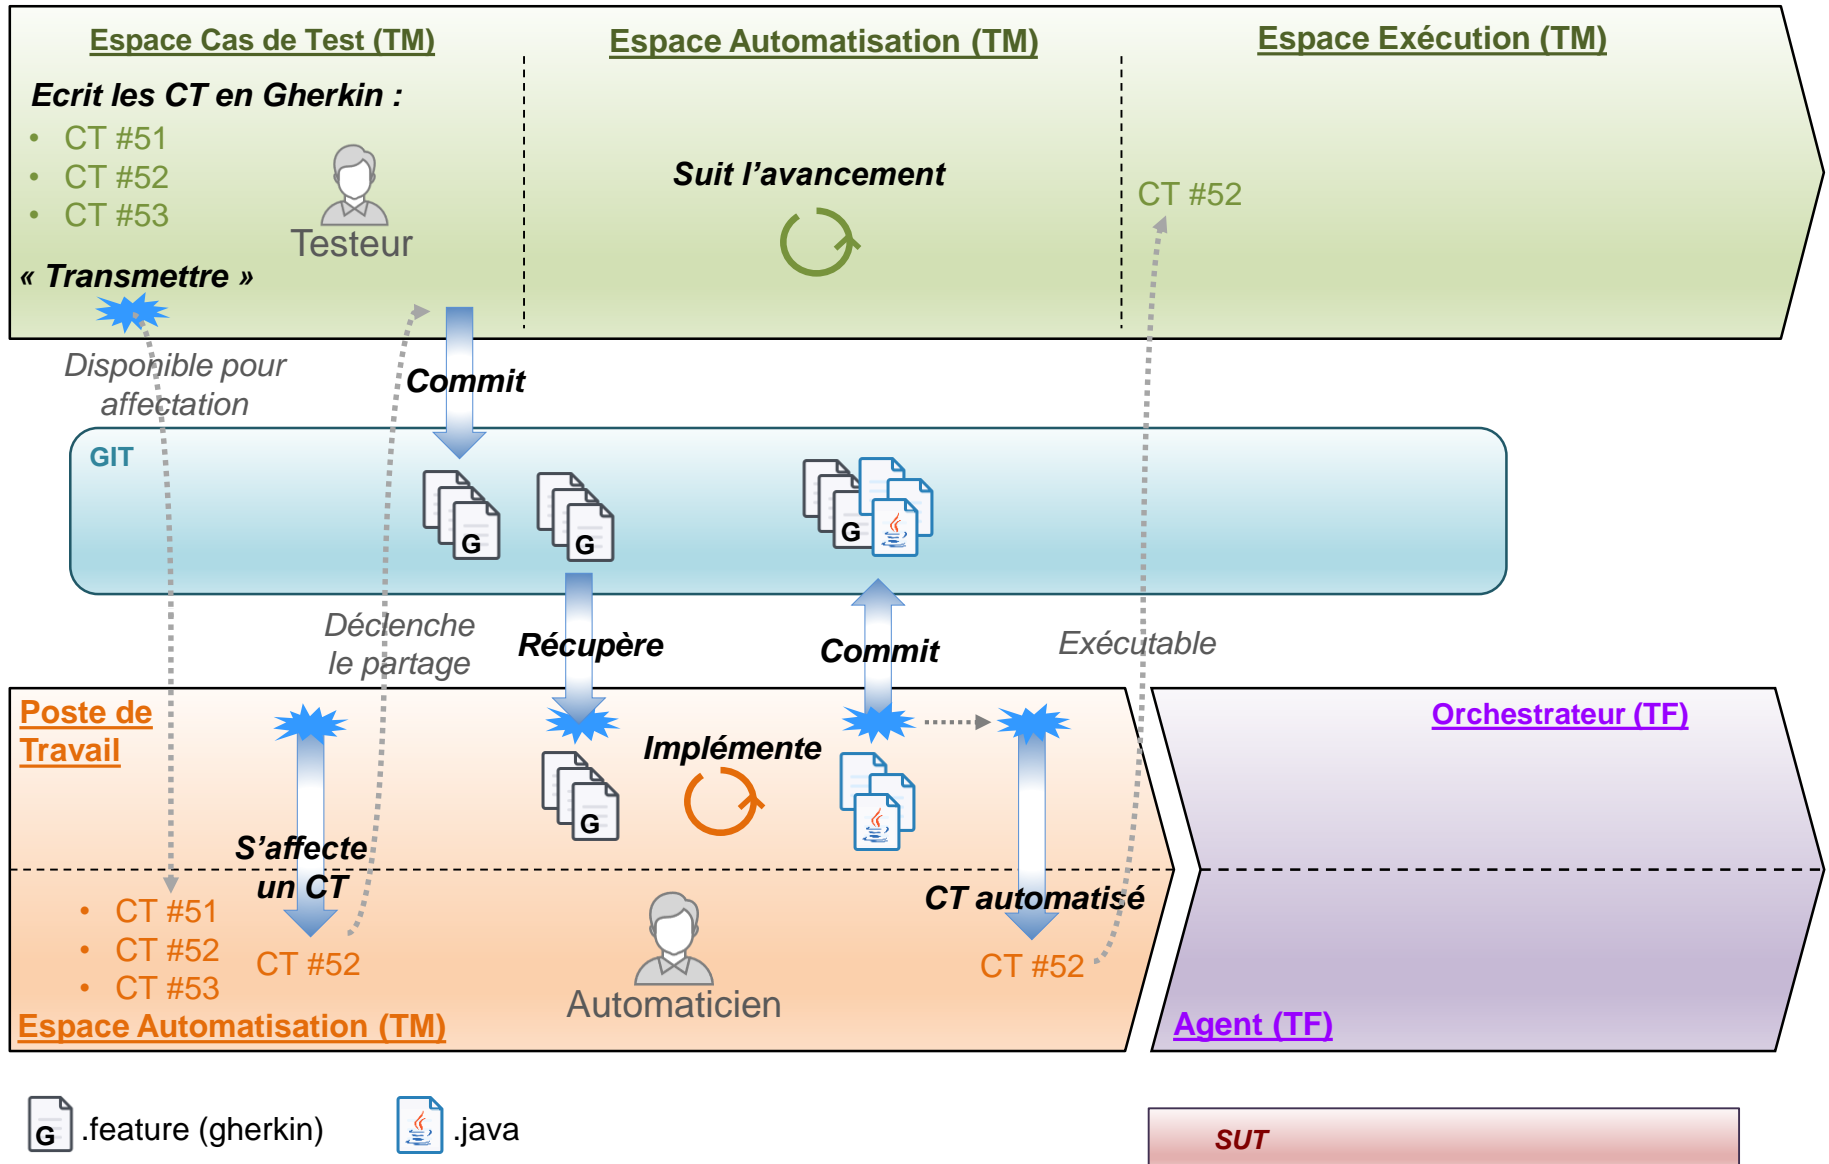 Espace Cas de Test (TM)
Espace Automatisation (TM)
Espace Exécution (TM)
Ecrit les CT en Gherkin :
• CT #51
• CT #52
• CT #53
Testeur
« Transmettre »
Suit l’avancement
CT #52
Disponible pour
affectation
Commit
GIT
G
G
G
Déclenche
le partage
Récupère
Commit
Exécutable
Poste de
Travail
Implémente
G
S’affecte
un CT
CT automatisé
• CT #51
• CT #52
• CT #53
CT #52
Automaticien
CT #52
Espace Automatisation (TM)
Orchestrateur (TF)
Agent (TF)
G .feature (gherkin)
.java
SUT